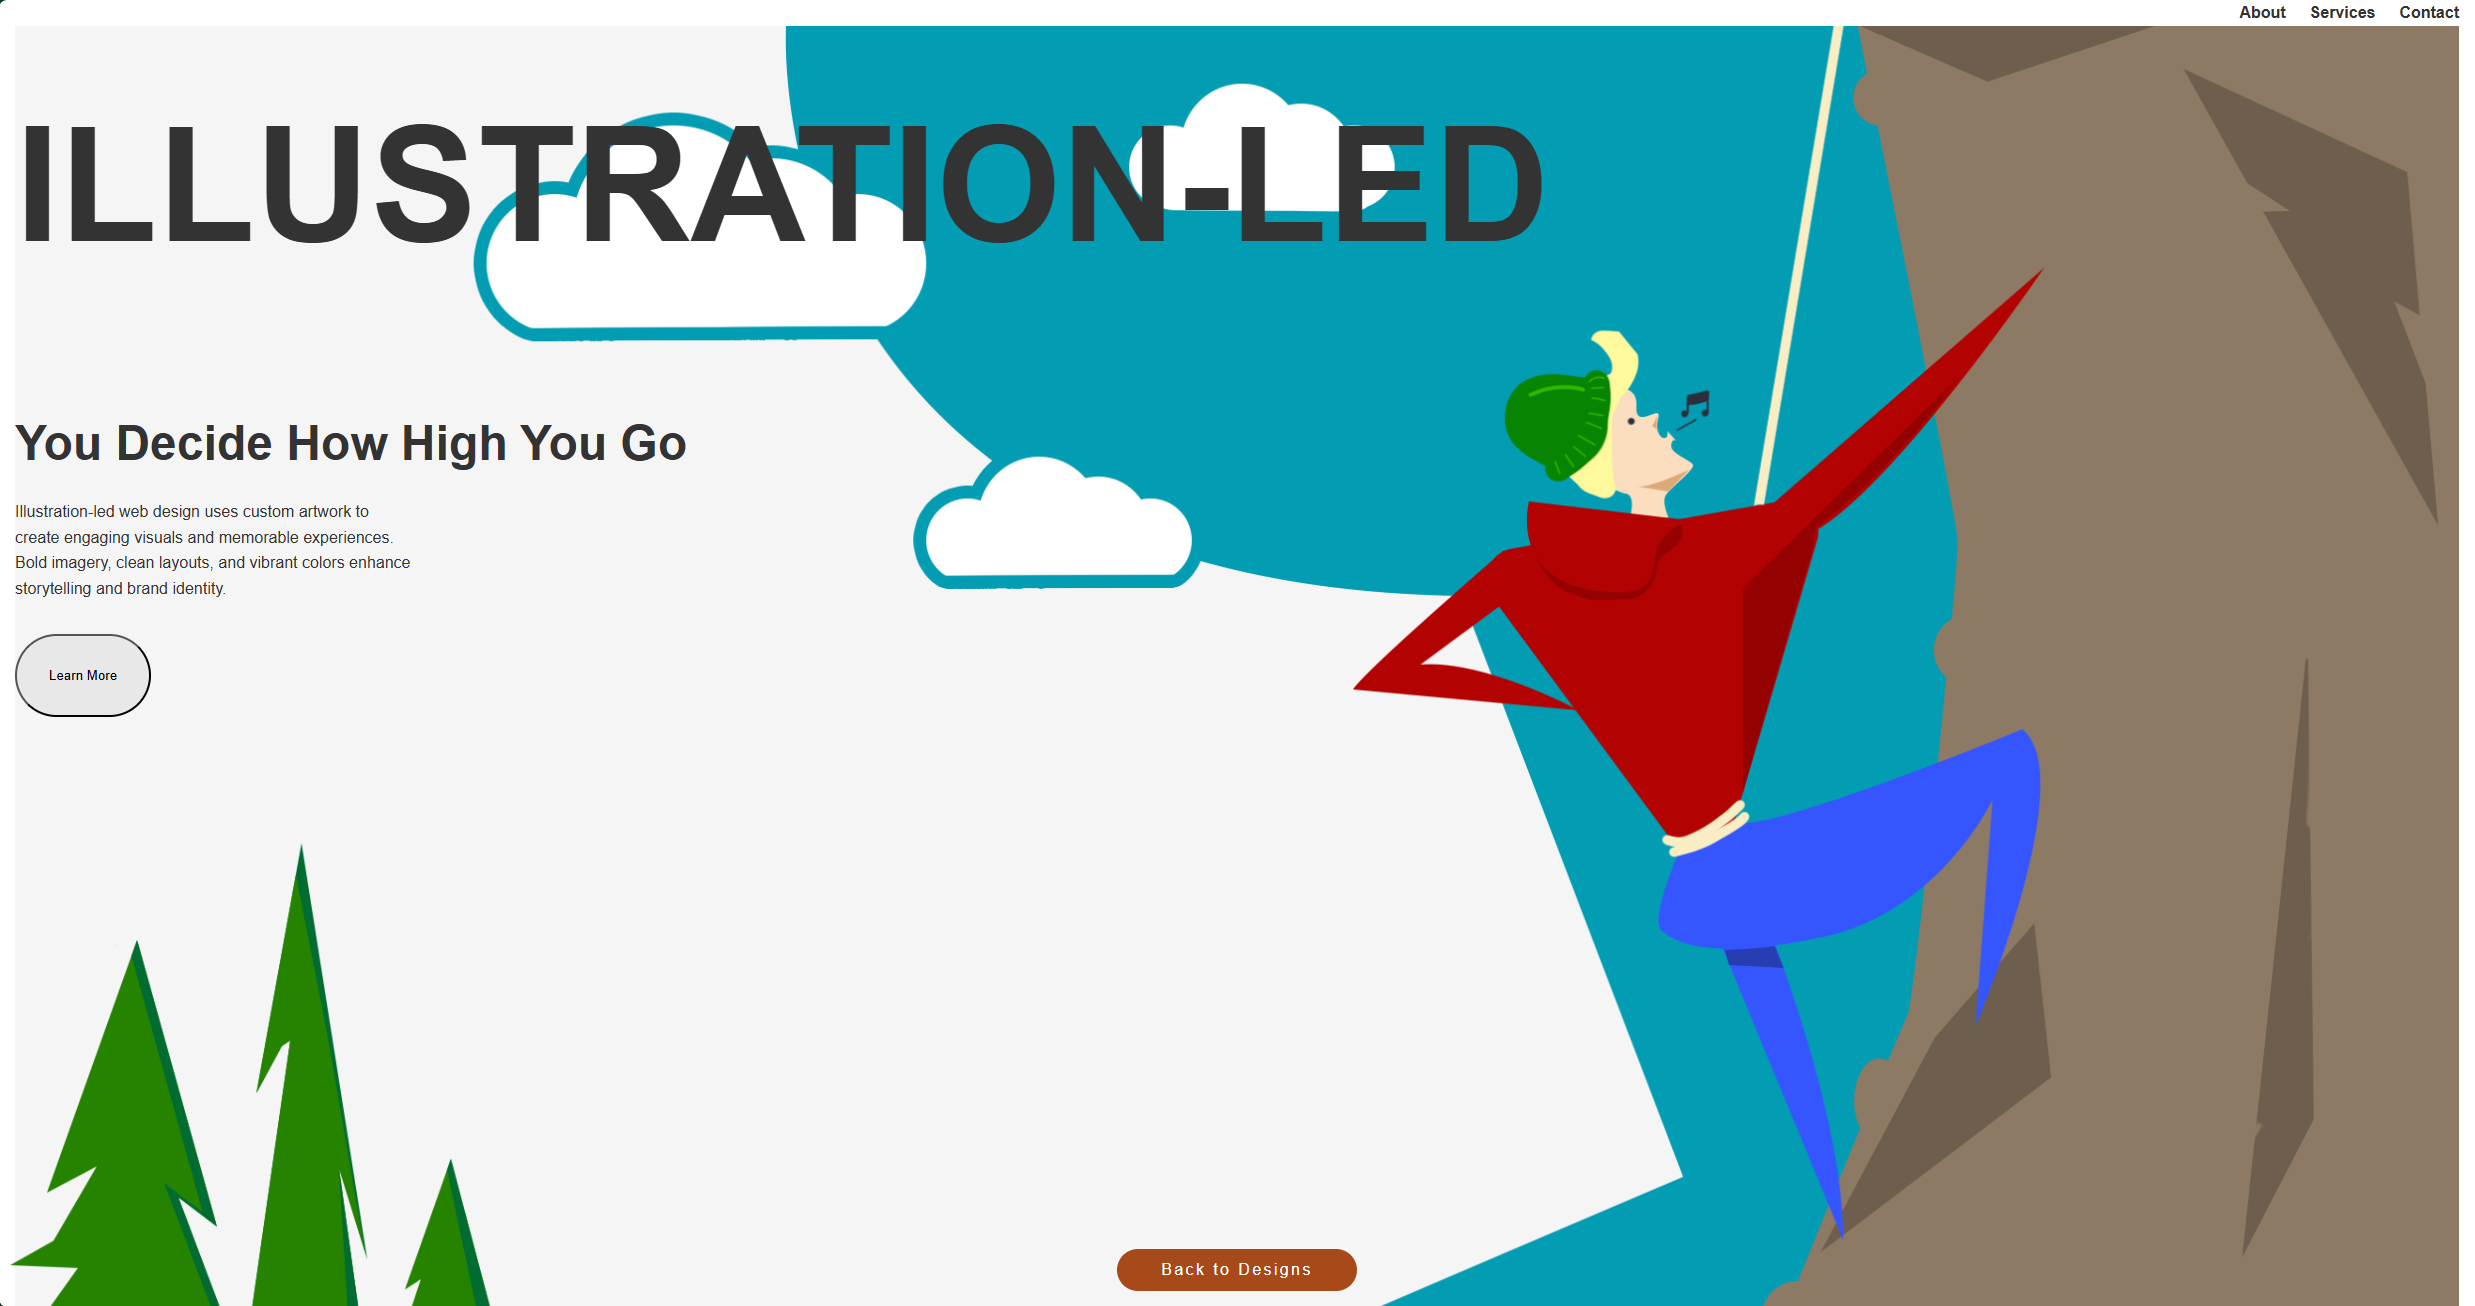 About Services Contact
ILLUSTRATION-LED
You Decide How High You Go
Illustration-led web design uses custom artwork to
create engaging visuals and memorable experiences.
Bold imagery, clean layouts, and vibrant colors enhance
storytelling and brand identity.
Learn More
Back to Designs